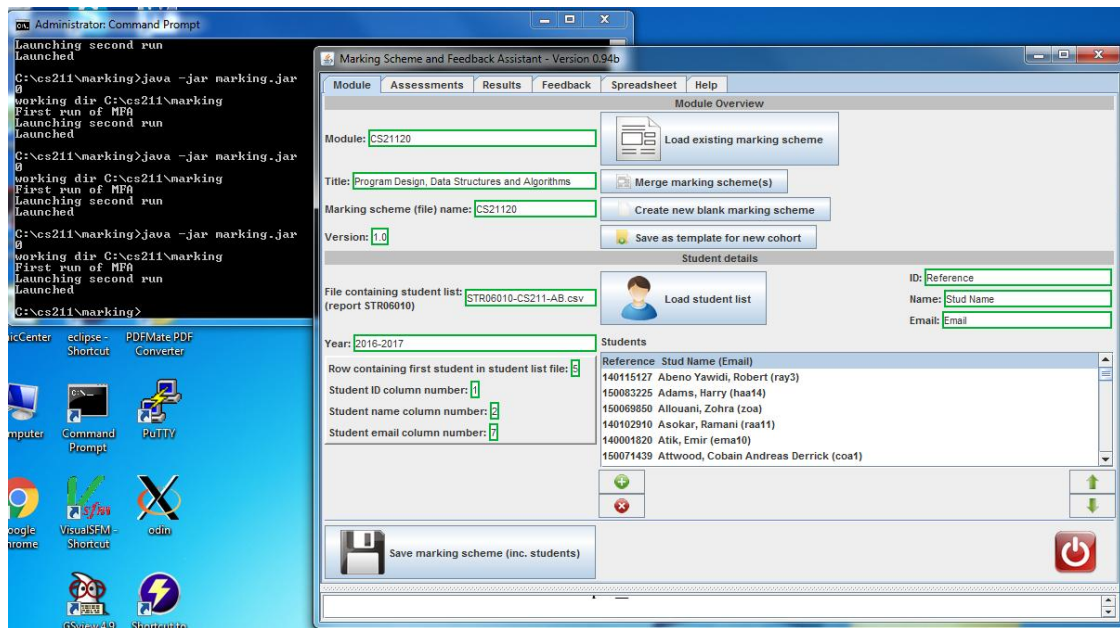 Administrator: Command Prompt
Launching second run
Launched
C:\cs211\marking>java -jar marking.jar
0
working dir C:\cs211\marking
First run of MFA
Launching second run
Launched
C:\cs211\marking>java -jar marking.jar
0
working dir C:\cs211\marking
First run of MFA
Launching second run
Launched
C:\cs211\marking>java -jar marking.jar
0
working dir C:\cs211\marking
First run of MFA
Launching second run
Launched
C:\cs211\marking>
Marking Scheme and Feedback Assistant - Version 0.94b
Module Assessments Results Feedback Spreadsheet Help
Module Overview
Module: CS21120
Load existing marking scheme
Title: Program Design, Data Structures and Algorithms
Merge marking scheme(s)
Marking scheme (file) name: CS21120
Create new blank marking scheme
Version: 1.0
Save as template for new cohort
Student details
File containing student list: STR06010-CS211-AB.csv
(report STR06010)
Load student list
ID: Reference
Name: Stud Name
Email: Email
Year: 2016-2017
Students
Row containing first student in student list file: 5
Student ID column number: 1
Student name column number: 2
Student email column number: 7
Reference Stud Name (Email)
140115127 Abeno Yawidi, Robert (ray3)
150083225 Adams, Harry (haa14)
150069850 Allouani, Zohra (zoa)
140102910 Asokar, Ramani (raa11)
140001820 Atik, Emir (ema10)
150071439 Attwood, Cobain Andreas Derrick (coa1)
Save marking scheme (inc. students)
icCenter
eclipse -
Shortcut
PDFMate PDF
Converter
mputer
Command
Prompt
PuTTY
oogle
hrome
VisualSFM -
Shortcut
odin
GSview 4.9
Shortcut to